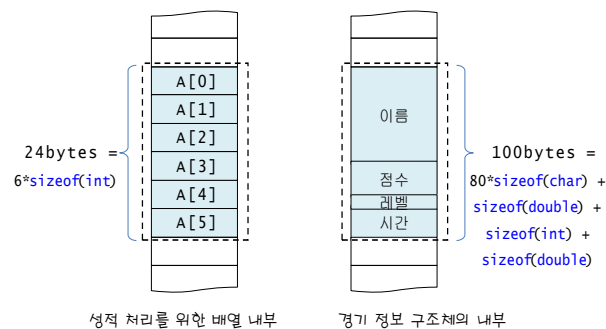 A[0]
A[1]
A[2]
A[3]
A[4]
A[5]
24bytes =
6*sizeof(int)
성적 처리를 위한 배열 내부
이름
점수
레벨
시간
100bytes =
80*sizeof(char) +
sizeof(double) +
sizeof(int) +
sizeof(double)
경기 정보 구조체의 내부